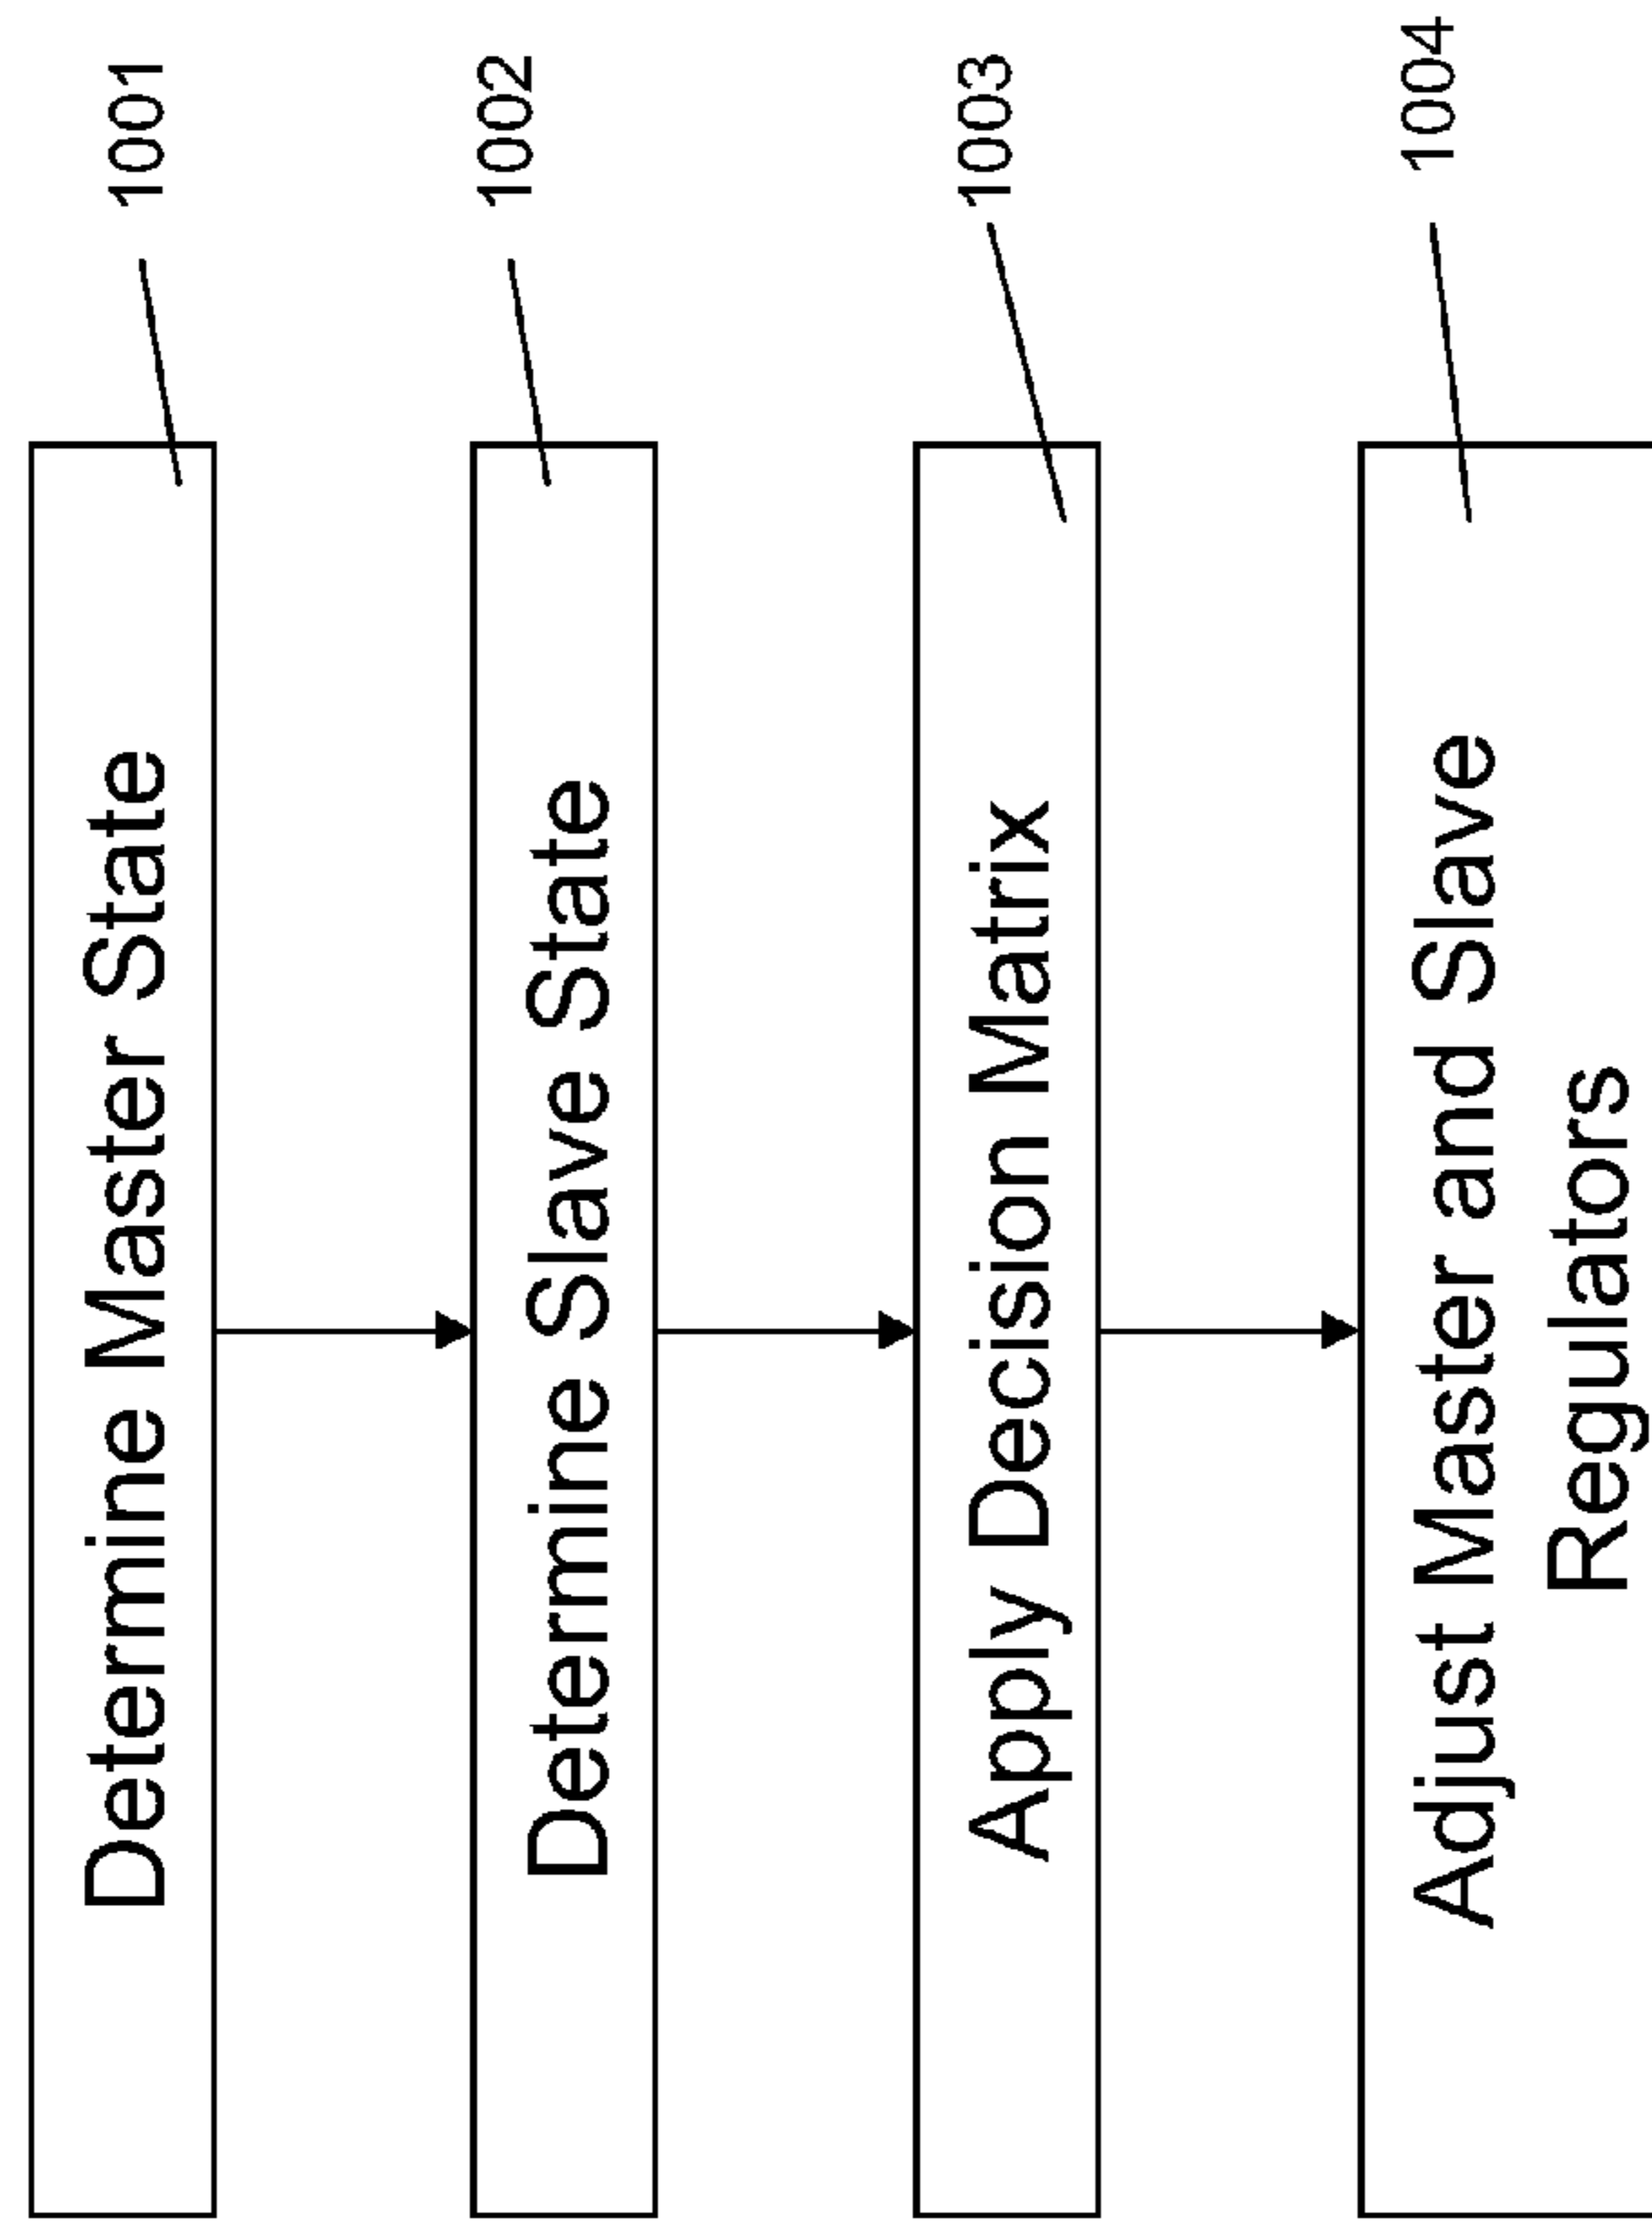 Determine Master State
1001
Determine Slave State
1002
Apply Decision Matrix
1003
Adjust Master and Slave
Regulators
1004